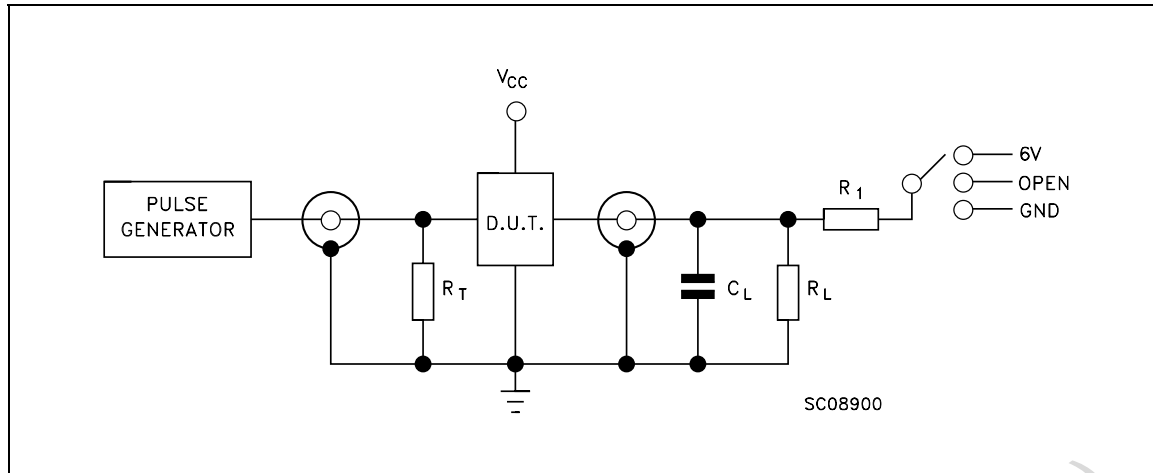 VCC
6V
OPEN
GND
R1
PULSE
GENERATOR
D.U.T.
RT
CL
RL
SC08900